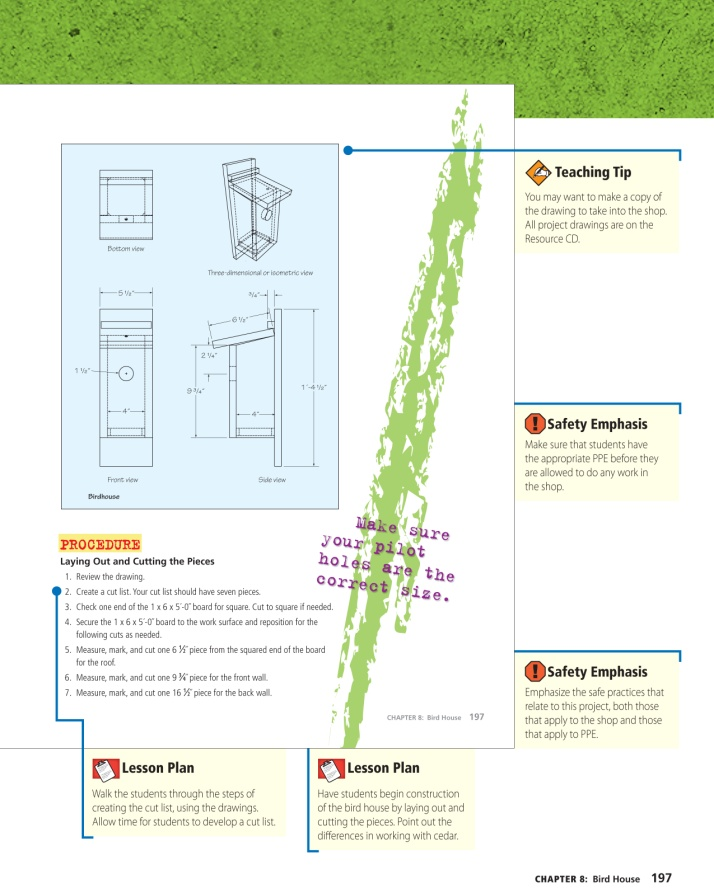 Bottom view
Three-dimensional or isometric view
5 ½"
¾"
6 ½"
2 ¼"
1 ½"
9 ¾"
1'-4 ½"
4"
4"
Front view
Side view
Birdhouse
Teaching Tip
You may want to make a copy of
the drawing to take into the shop.
All project drawings are on the
Resource CD.
Safety Emphasis
Make sure that students have
the appropriate PPE before they
are allowed to do any work in
the shop.
Make sure
your pilot
holes are the
correct size.
PROCEDURE
Laying Out and Cutting the Pieces
1. Review the drawing.
2. Create a cut list. Your cut list should have seven pieces.
3. Check one end of the 1 x 6 x 5'-0" board for square. Cut to square if needed.
4. Secure the 1 x 6 x 5'-0" board to the work surface and reposition for the
following cuts as needed.
5. Measure, mark, and cut one 6 ½" piece from the squared end of the board
for the roof.
6. Measure, mark, and cut one 9 ¾" piece for the front wall.
7. Measure, mark, and cut one 16 ½" piece for the back wall.
CHAPTER 8: Bird House 197
Safety Emphasis
Emphasize the safe practices that
relate to this project, both those
that apply to the shop and those
that apply to PPE.
Lesson Plan
Walk the students through the steps of
creating the cut list, using the drawings.
Allow time for students to develop a cut list.
Lesson Plan
Have students begin construction
of the bird house by laying out and
cutting the pieces. Point out the
differences in working with cedar.
CHAPTER 8: Bird House 197